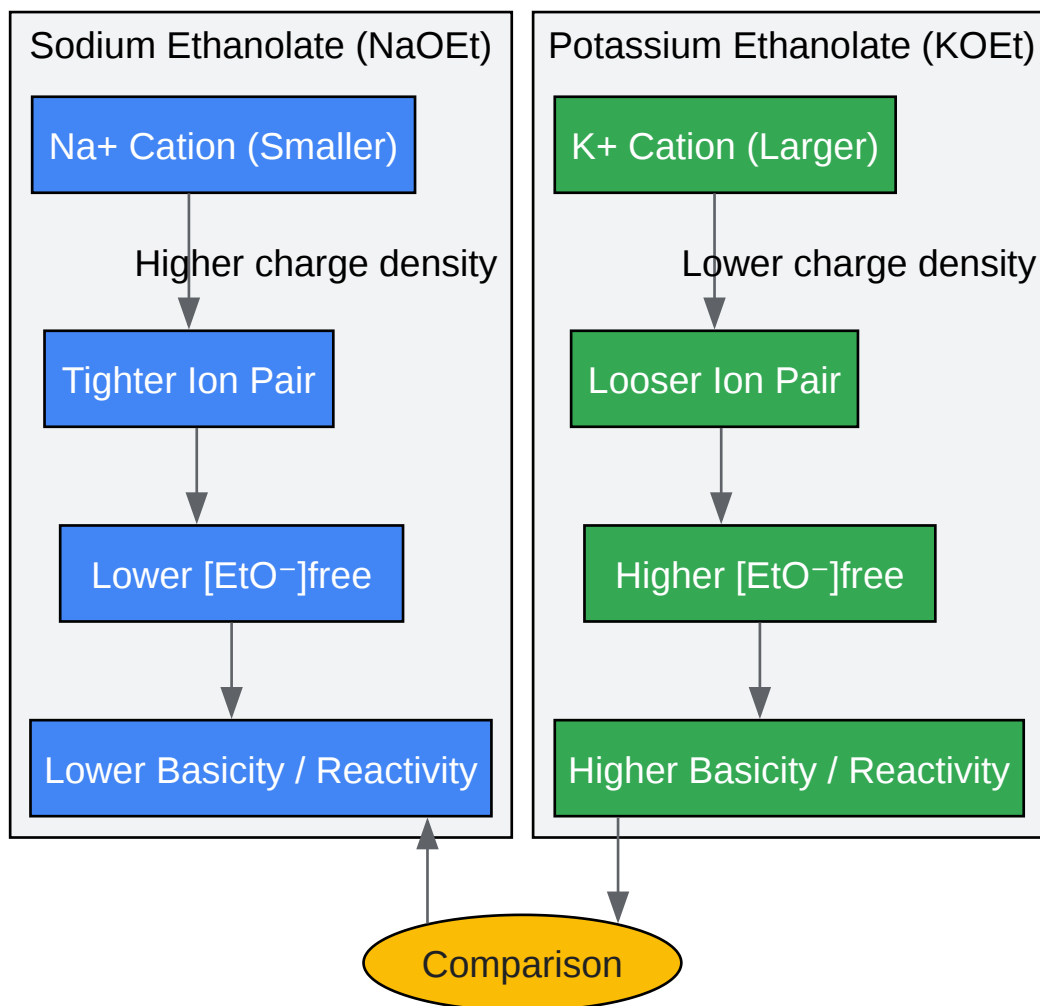 Sodium Ethanolate (NaOEt)
Na+ Cation (Smaller)
Higher charge density
Tighter Ion Pair
Lower [EtO⁻]free
Lower Basicity / Reactivity
Potassium Ethanolate (KOEt)
K+ Cation (Larger)
Lower charge density
Looser Ion Pair
Higher [EtO⁻]free
Higher Basicity / Reactivity
Comparison